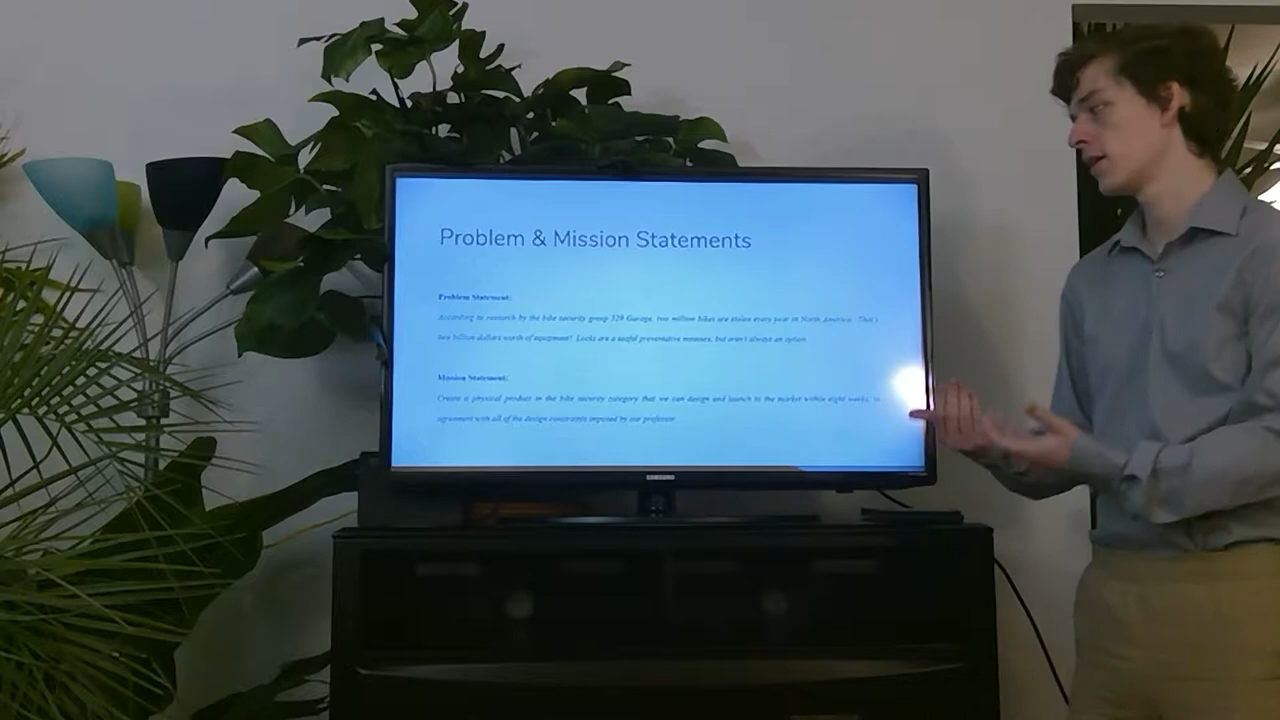 Problem & Mission Statements
Problem Statement:
According to research by the bike security group 529 Garage, two million bikes are stolen every year in North America. That's
two billion dollars worth of equipment! Locks are a useful preventative measure, but aren't always an option.
Mission Statement:
Create a physical product in the bike security category that we can design and launch to the market within eight weeks, in
agreement with all of the design constraints imposed by our professor.
SAMSUNG